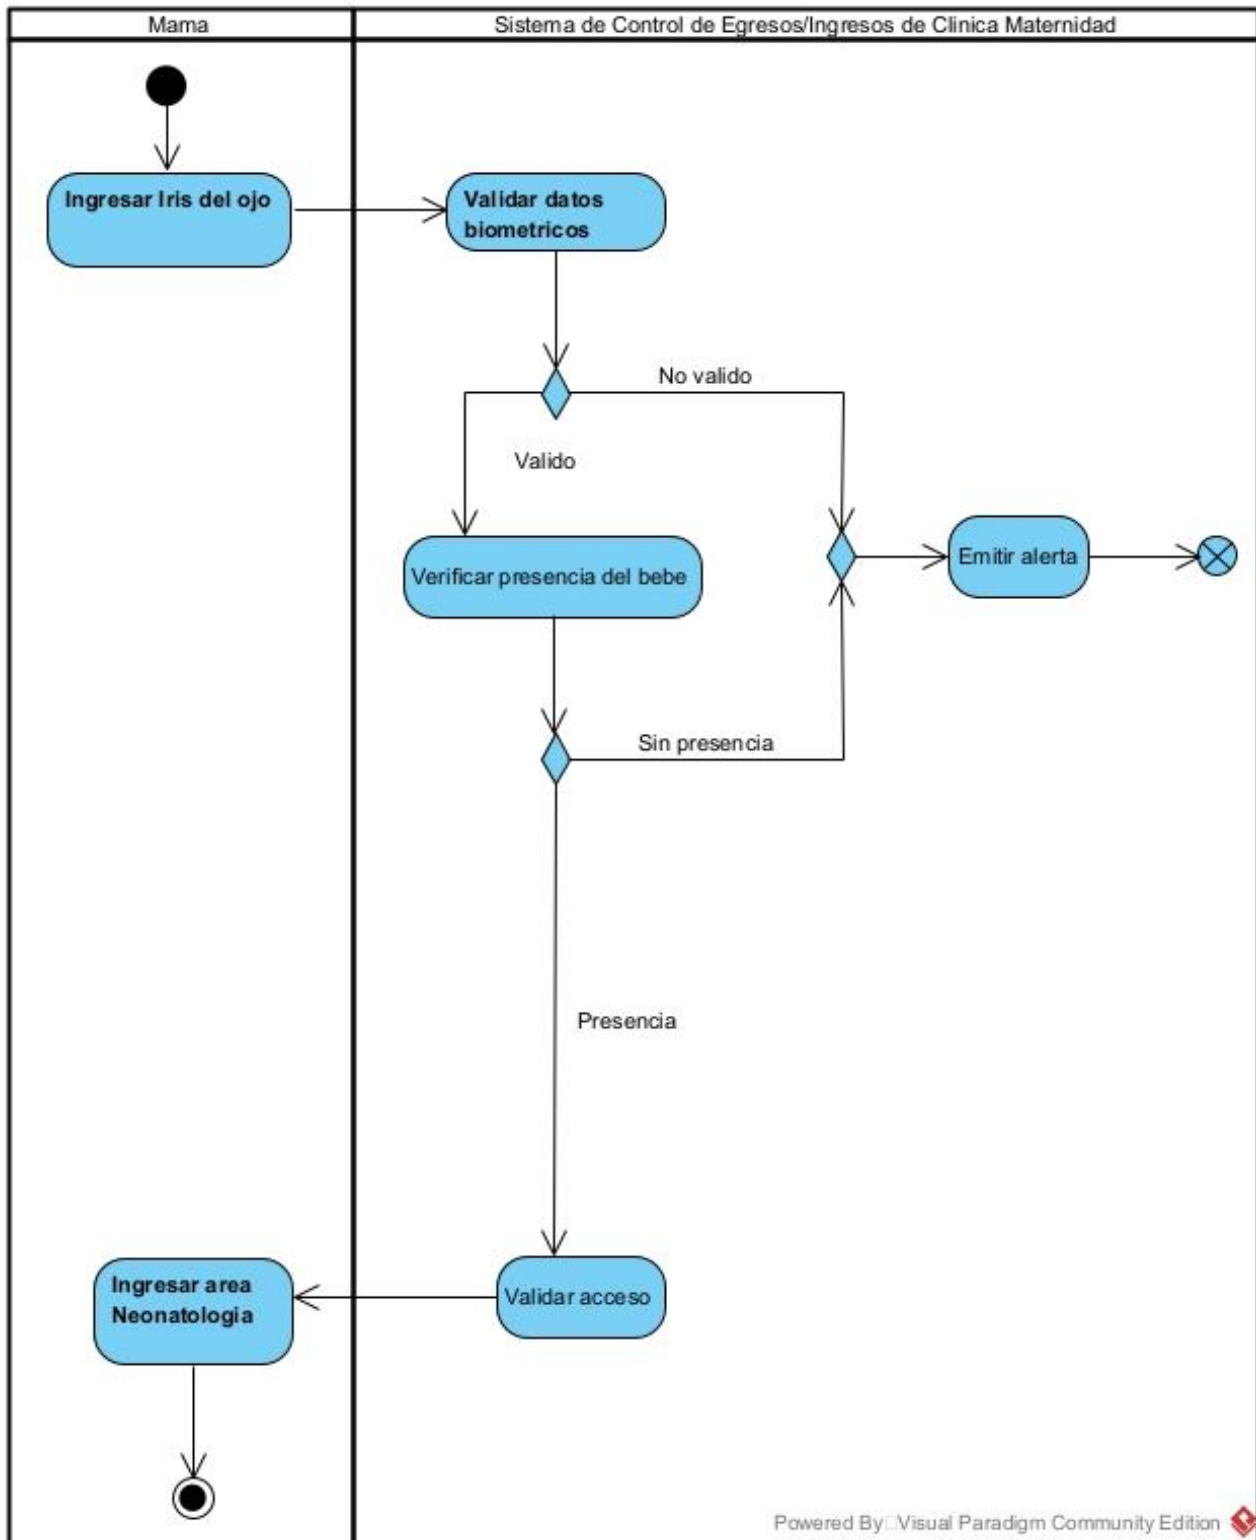 Mama
Sistema de Control de Egresos/Ingresos de Clinica Maternidad
Ingresar Iris del ojo
Validar datos
biometricos
No valido
Valido
Verificar presencia del bebe
Emitir alerta
Sin presencia
Presencia
Ingresar area
Neonatologia
Validar acceso
Powered By Visual Paradigm Community Edition